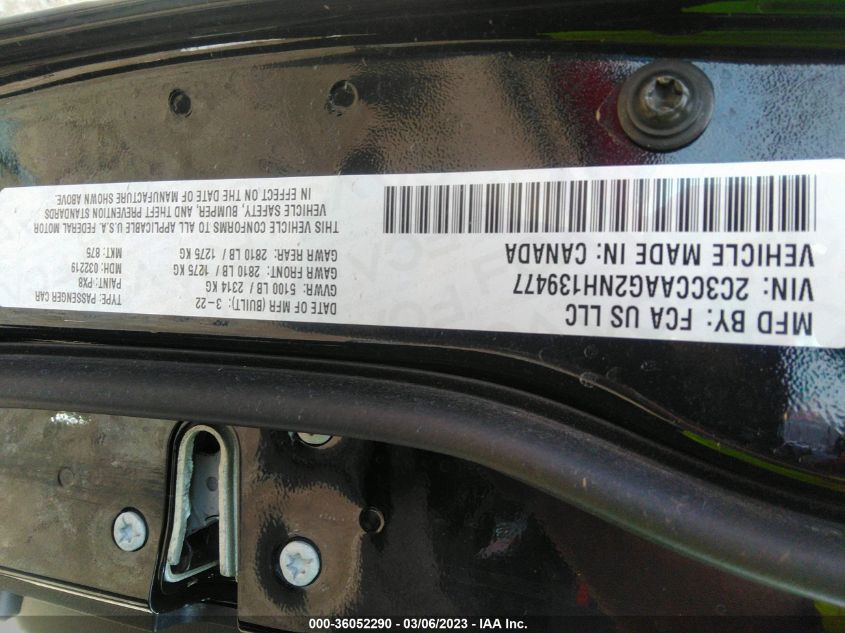 MFD BY: FCA US LLC
DATE OF MFR (BUILT): 3-22
TYPE: PASSENGER CAR
VIN: 2C3CCAAG2NH139477
GAWR 5100 LB / 2314 KG
PAINT: PX8
VEHICLE MADE IN: CANADA
GAWR FRONT: 2810 LB / 1275 KG
MDH: 032219
GAWR REAR: 2810 LB / 1275 KG
MKT: 875
THIS VEHICLE CONFORMS TO ALL APPLICABLE U.S.A. FEDERAL MOTOR
VEHICLE SAFETY, BUMPER, AND THEFT PREVENTION STANDARDS
IN EFFECT ON THE DATE OF MANUFACTURE SHOWN ABOVE
000-36052290 - 03/06/2023 - IAA Inc.